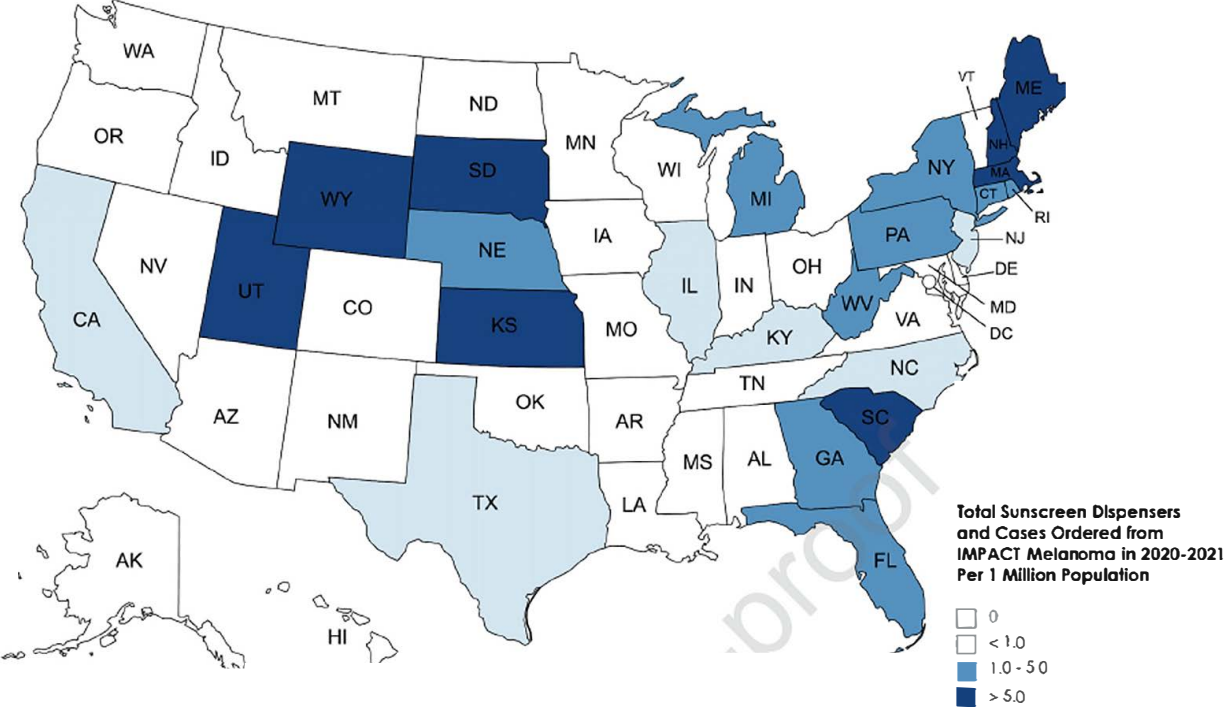 WA
MT
ND
MN
VT
ME
OR
ID
SD
WI
NY
NH
MA
WY
MI
CT
RI
IA
NE
PA
NJ
NV
UT
CO
IL
IN
OH
DE
CA
KS
MO
WV
VA
MD
DC
KY
NC
TN
AZ
NM
OK
AR
SC
MS
AL
GA
TX
LA
FL
AK
HI
proof
Total Sunscreen Dispensers
and Cases Ordered from
IMPACT Melanoma in 2020-2021
Per 1 Million Population
0
< 1.0
1.0 - 5.0
> 5.0